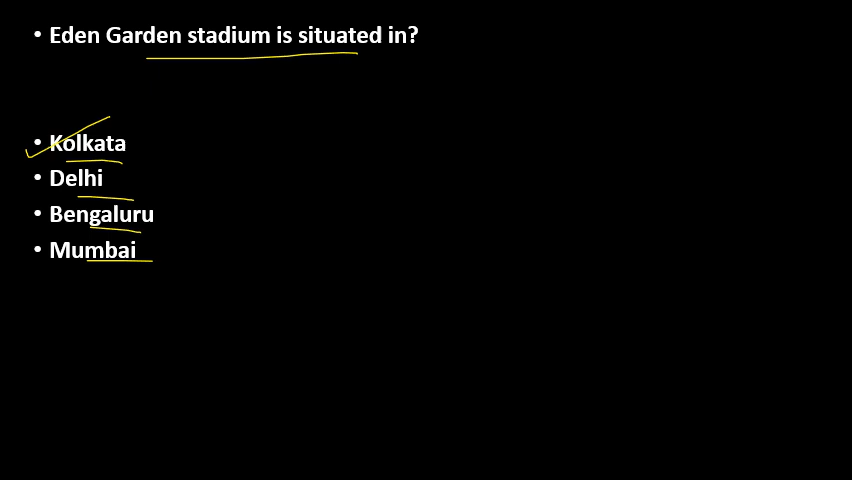 • Eden Garden stadium is situated in?
• Kolkata
• Delhi
• Bengaluru
• Mumbai